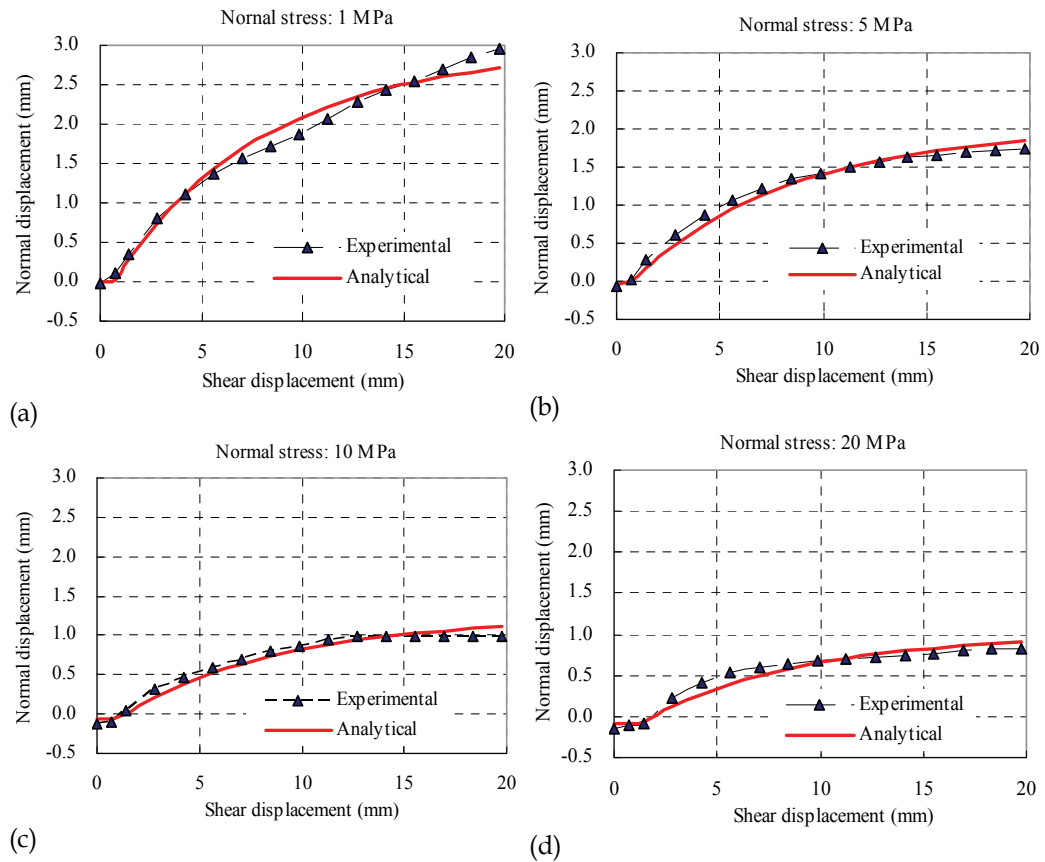 Nornal stress: 1 MPa
3.0
2.5
2.0
1.5
1.0
0.5
0.0
-0.5
Normal displacement (mm)
Experimental
Analytical
0 5 10 15 20
Shear displacement (mm)
(a)
Normal stress: 5 MPa
3.0
2.5
2.0
1.5
1.0
0.5
0.0
-0.5
Normal displacement (mm)
Experimental
Analytical
0 5 10 15 20
Shear displacement (mm)
(b)
Normal stress: 10 MPa
3.0
2.5
2.0
1.5
1.0
0.5
0.0
-0.5
Normal displacement (mm)
Experimental
Analytical
0 5 10 15 20
Shear displacement (mm)
(c)
Normal stress: 20 MPa
3.0
2.5
2.0
1.5
1.0
0.5
0.0
-0.5
Normal displacement (mm)
Experimental
Analytical
0 5 10 15 20
Shear displacement (mm)
(d)